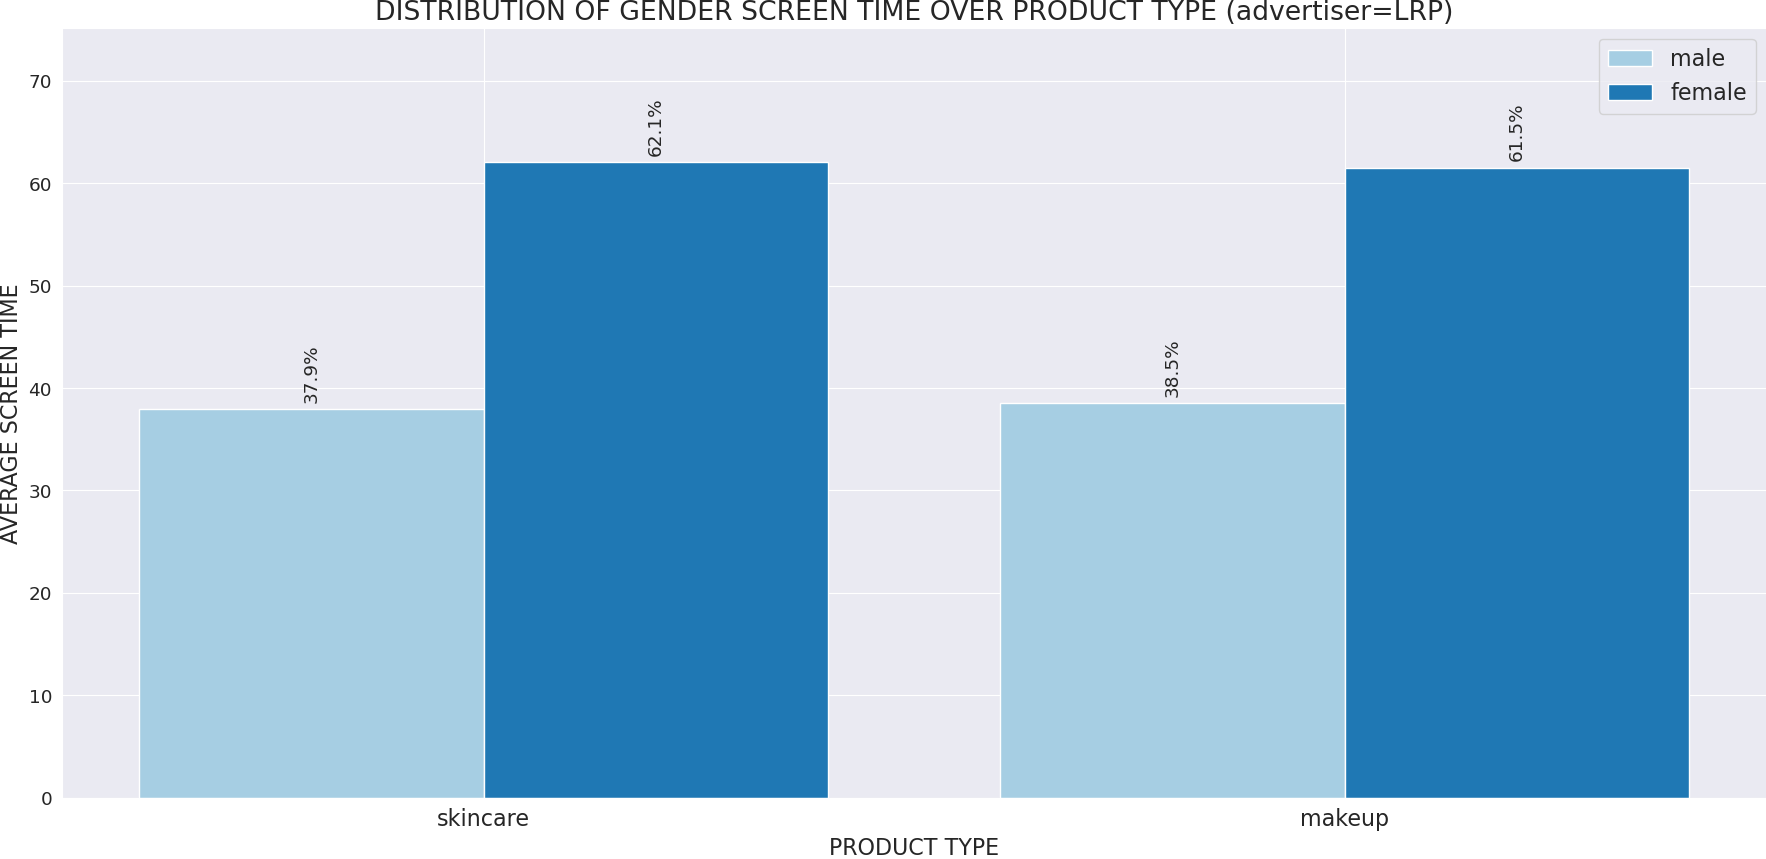 DISTRIBUTION OF GENDER SCREEN TIME OVER PRODUCT TYPE (advertiser=LRP)
male
female
AVERAGE SCREEN TIME
70
60
50
40
30
20
10
0
37.9%
62.1%
38.5%
61.5%
skincare
makeup
PRODUCT TYPE